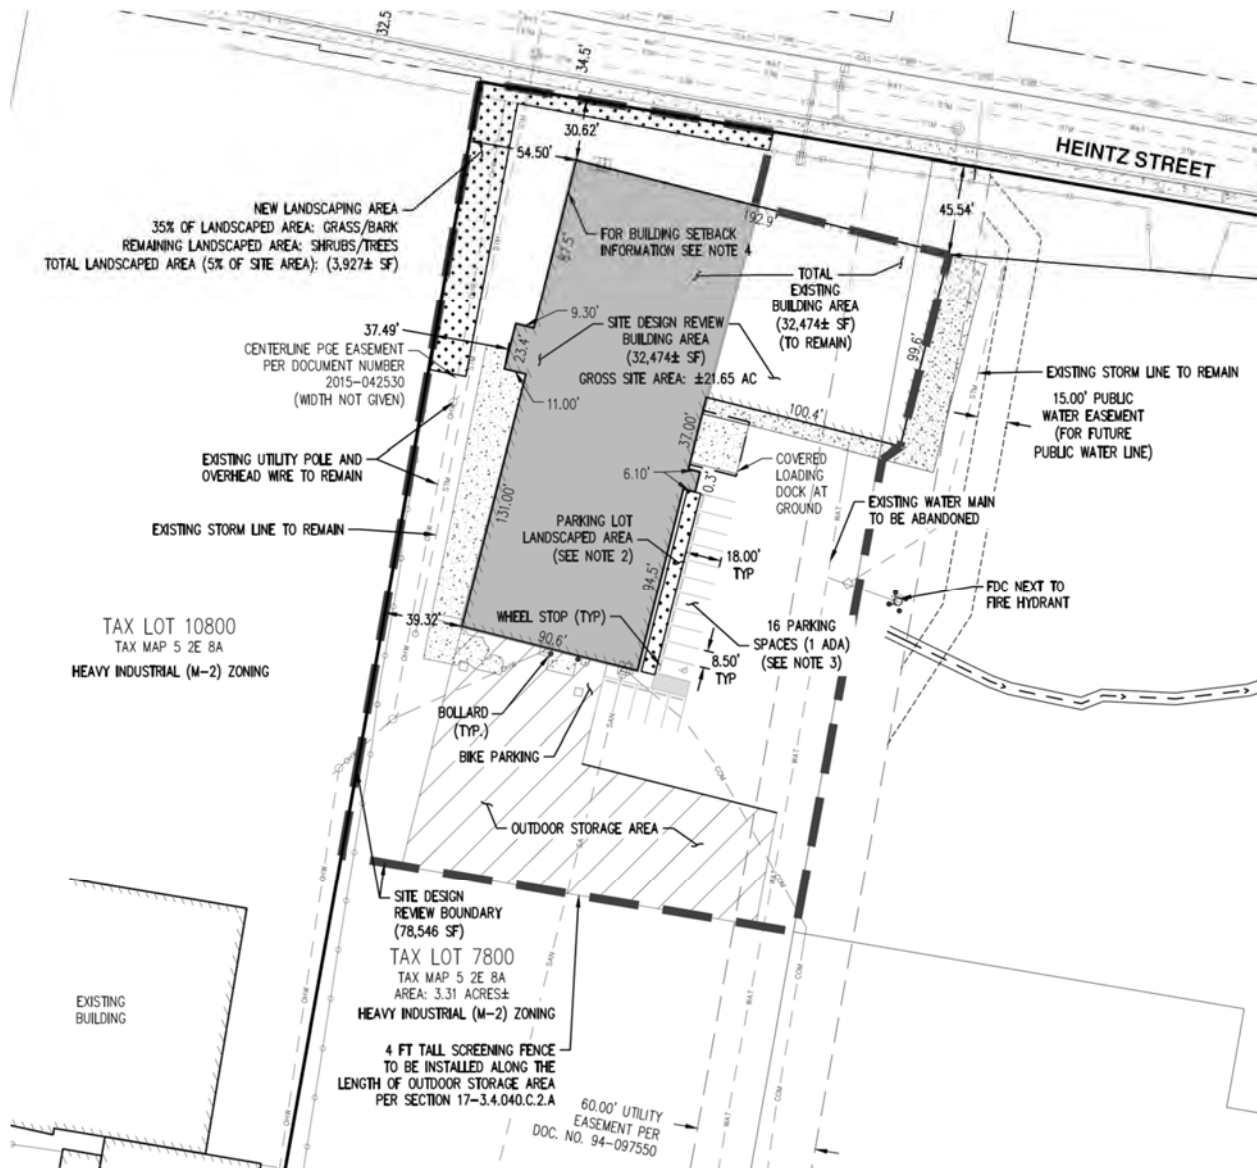 32.5'
34.5'
30.62'
54.50'
HEINTZ STREET
45.54'
192.9'
NEW LANDSCAPING AREA
35% OF LANDSCAPED AREA: GRASS/BARK
REMAINING LANDSCAPED AREA: SHRUBS/TREES
TOTAL LANDSCAPED AREA (5% OF SITE AREA): (3,927± SF)
FOR BUILDING SETBACK
INFORMATION SEE NOTE 4
TOTAL
EXISTING
BUILDING AREA
(32,474± SF)
(TO REMAIN)
9.30'
SITE DESIGN REVIEW
BUILDING AREA
(32,474± SF)
GROSS SITE AREA: ±21.65 AC
37.49'
23.4'
99.6'
CENTERLINE PGE EASEMENT
PER DOCUMENT NUMBER
2015-042530
(WIDTH NOT GIVEN)
11.00'
100.4'
37.00'
EXISTING STORM LINE TO REMAIN
15.00' PUBLIC
WATER EASEMENT
(FOR FUTURE
PUBLIC WATER LINE)
EXISTING UTILITY POLE AND
OVERHEAD WIRE TO REMAIN
6.10'
0.3'
COVERED
LOADING
DOCK AT
GROUND
EXISTING WATER MAIN
TO BE ABANDONED
131.00'
EXISTING STORM LINE TO REMAIN
PARKING LOT
LANDSCAPED AREA
(SEE NOTE 2)
18.00'
TYP
94.5'
FDC NEXT TO
FIRE HYDRANT
39.32'
WHEEL STOP (TYP)
90.6'
16 PARKING
SPACES (1 ADA)
(SEE NOTE 3)
8.50'
TYP
TAX LOT 10800
TAX MAP 5 2E 8A
HEAVY INDUSTRIAL (M-2) ZONING
BOLLARD
(TYP.)
BIKE PARKING
OUTDOOR STORAGE AREA
SITE DESIGN
REVIEW BOUNDARY
(78,546 SF)
TAX LOT 7800
TAX MAP 5 2E 8A
AREA: 3.31 ACRES±
HEAVY INDUSTRIAL (M-2) ZONING
EXISTING
BUILDING
4 FT TALL SCREENING FENCE
TO BE INSTALLED ALONG THE
LENGTH OF OUTDOOR STORAGE AREA
PER SECTION 17-3.4.040.C.2.A
60.00' UTILITY
EASEMENT PER
DOC. NO. 94-097550